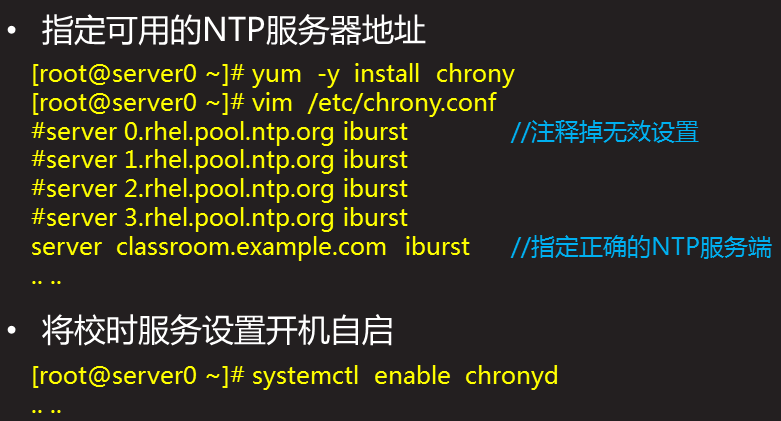 • 指定可用的NTP服务器地址
[root@server0 ~]# yum -y install chrony
[root@server0 ~]# vim /etc/chrony.conf
#server 0.rhel.pool.ntp.org iburst //注释掉无效设置
#server 1.rhel.pool.ntp.org iburst
#server 2.rhel.pool.ntp.org iburst
#server 3.rhel.pool.ntp.org iburst
server classroom.example.com iburst //指定正确的NTP服务端
.. ..
• 将校时服务设置开机自启
[root@server0 ~]# systemctl enable chronyd
.. ..